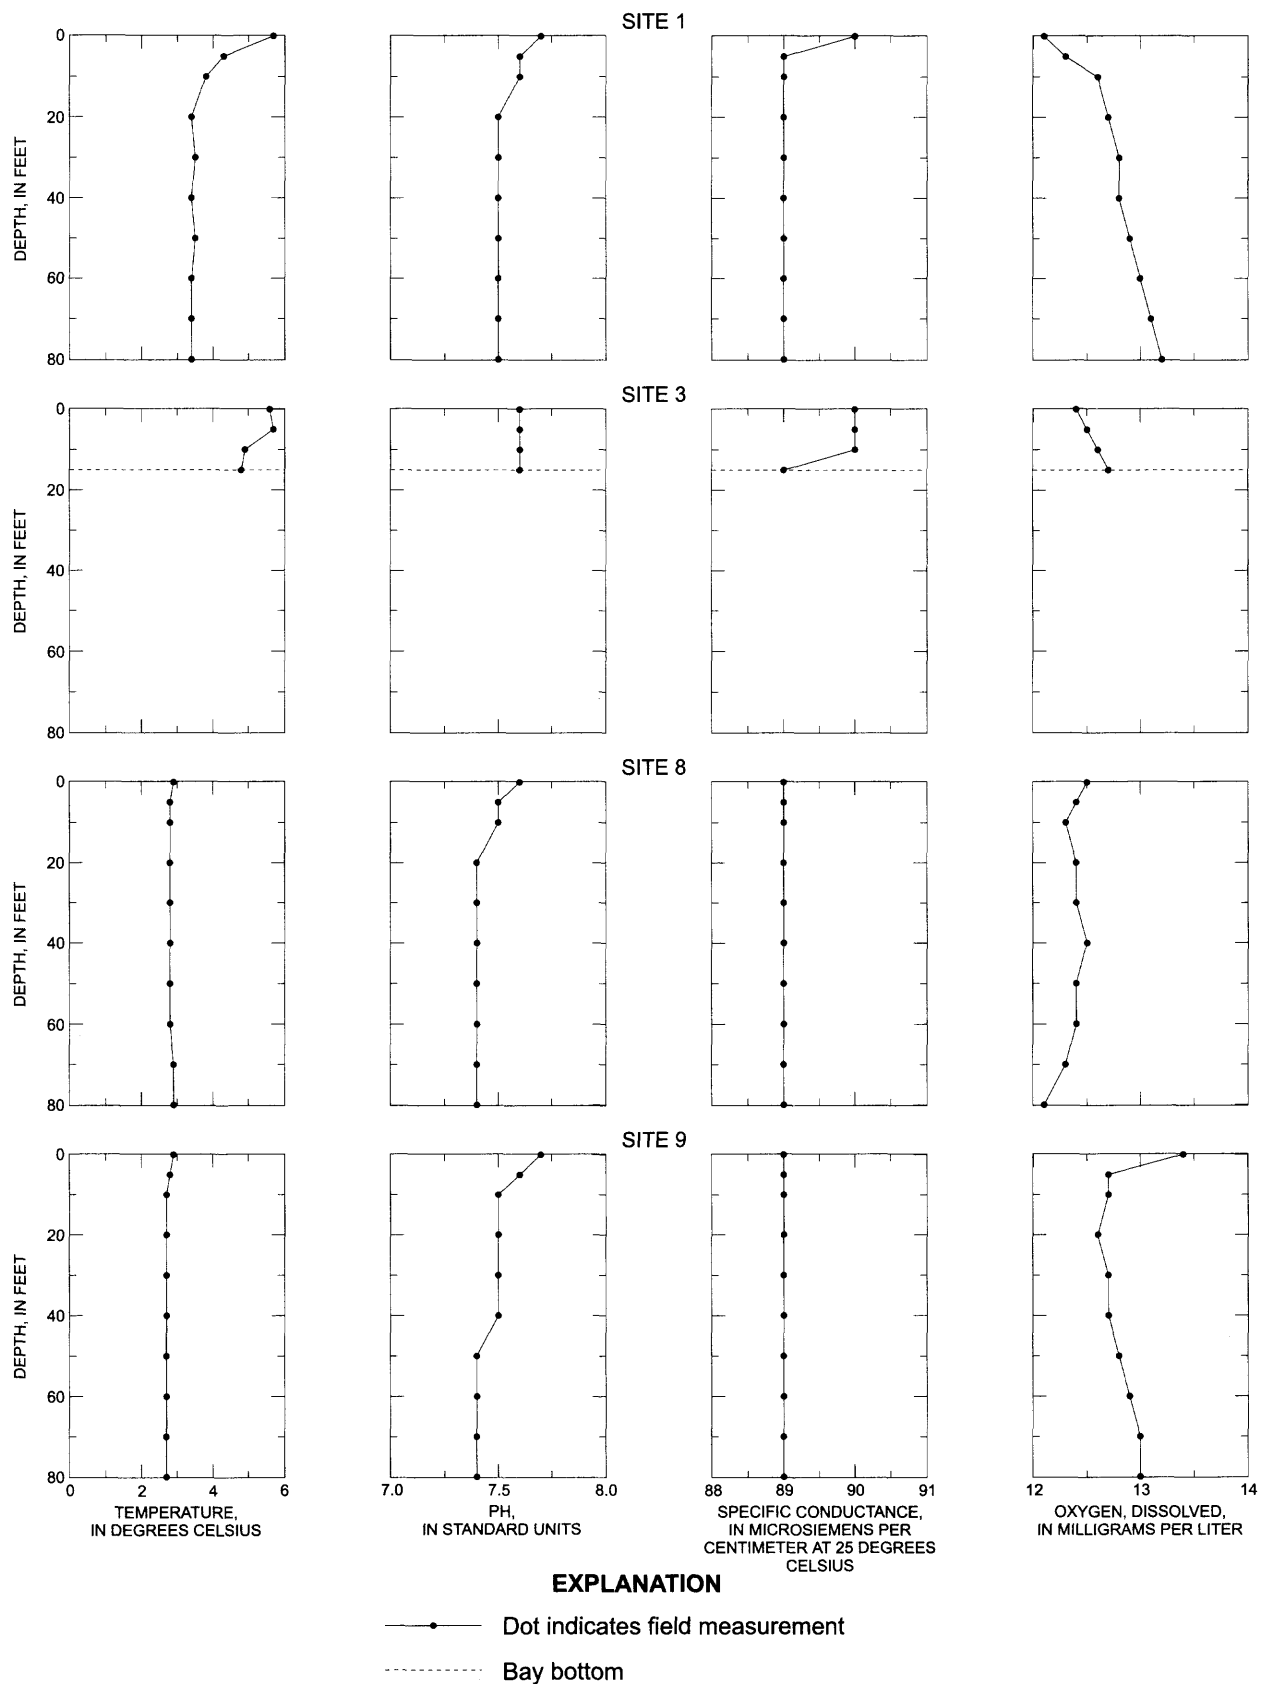 SITE 1
0
20
40
60
80
DEPTH, IN FEET
SITE 3
0
20
40
60
80
DEPTH, IN FEET
SITE 8
0
20
40
60
80
DEPTH, IN FEET
SITE 9
0
20
40
60
80
DEPTH, IN FEET
0 2 4 6
TEMPERATURE,
IN DEGREES CELSIUS
7.0 7.5 8.0
PH,
IN STANDARD UNITS
88 89 90 91
SPECIFIC CONDUCTANCE,
IN MICROSIEMENS PER
CENTIMETER AT 25 DEGREES
CELSIUS
12 13 14
OXYGEN, DISSOLVED,
IN MILLIGRAMS PER LITER
EXPLANATION
Dot indicates field measurement
Bay bottom